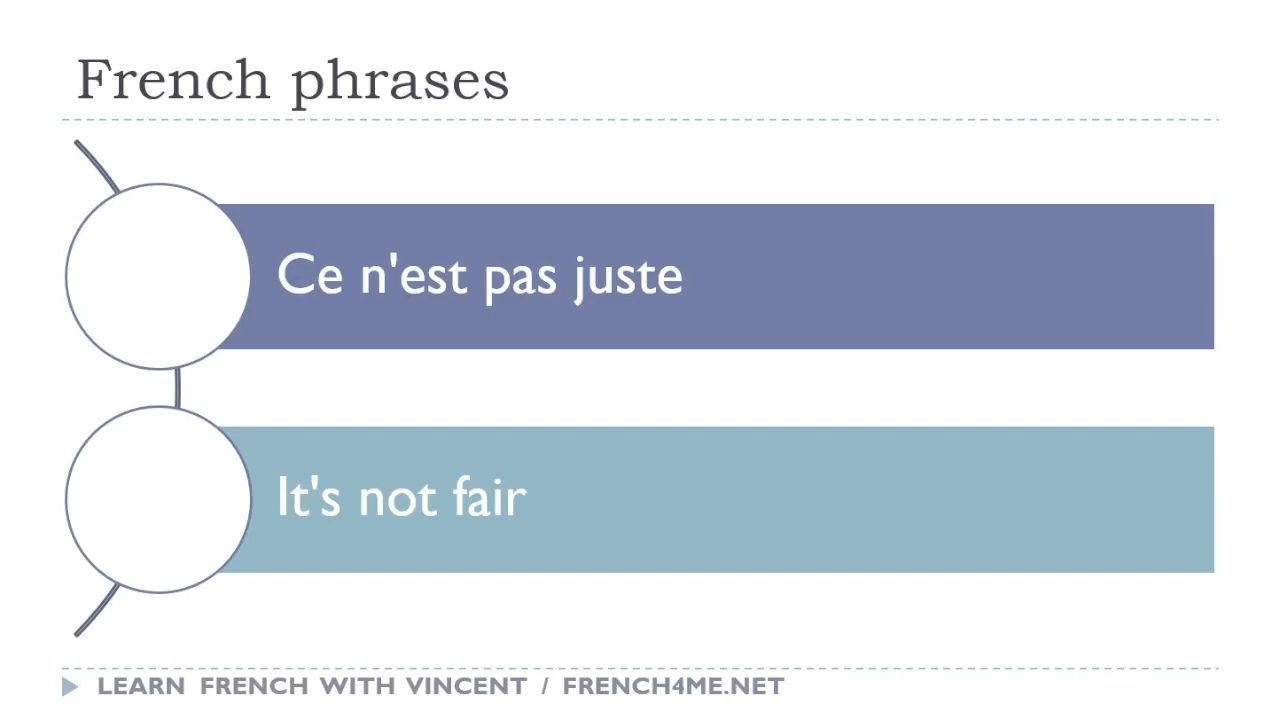 French phrases
Ce n'est pas juste
It's not fair
LEARN FRENCH WITH VINCENT / FRENCH4ME.NET